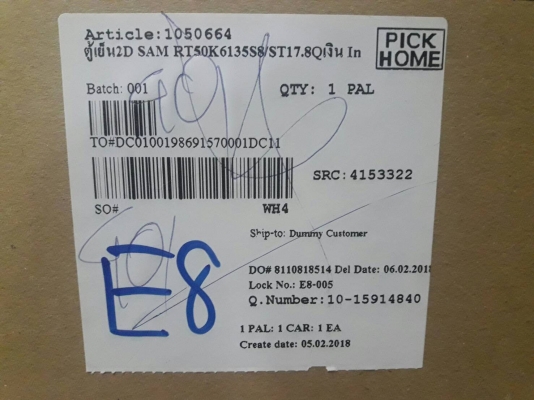 Article:1050664
ตู้เย็น2D SAM RT50K6135S8/ST17.8Qเงิน In
PICK
HOME
Batch: 001
QTY: 1 PAL
TO#DC0100198691570001DC11
SRC:4153322
SO#
WH4
Ship-to: Dummy Customer
DO# 8110818514 Del Date: 06.02.201
Lock No.: E8-005
Q.Number:10-15914840
E8
1 PAL: 1 CAR: 1 EA
Create date: 05.02.2018